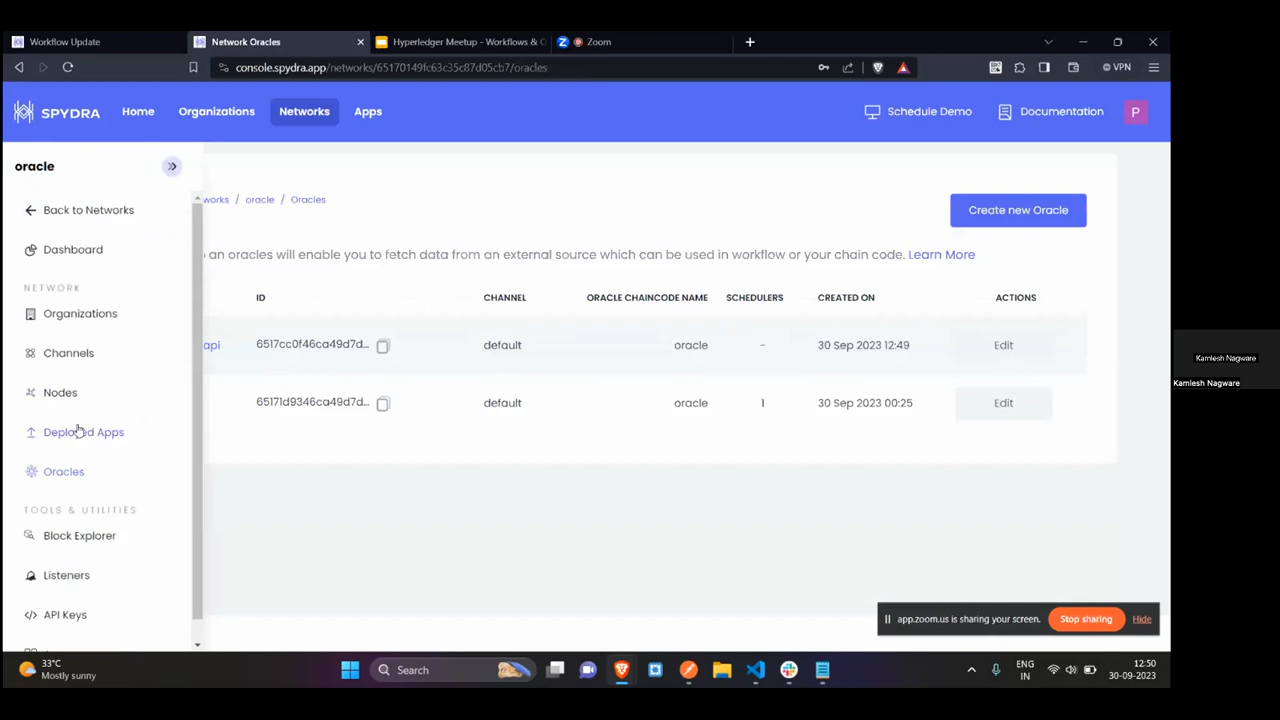 Workflow Update
Network Oracles
Hyperledger Meetup - Workflows & O
Zoom
console.spydra.app/networks/65170149fc63c35c87d05cb7/oracles
VPN
SPYDRA
Home
Organizations
Networks
Apps
Schedule Demo
Documentation
P
oracle
works / oracle / Oracles
Create new Oracle
Back to Networks
Dashboard
an oracles will enable you to fetch data from an external source which can be used in workflow or your chain code. Learn More
NETWORK
ID CHANNEL ORACLE CHAINCODE NAME SCHEDULERS CREATED ON ACTIONS
Organizations
api 6517cc0f46ca49d7d... default oracle - 30 Sep 2023 12:49 Edit
Channels
Nodes
65171d9346ca49d7d... default oracle 1 30 Sep 2023 00:25 Edit
Deployed Apps
Oracles
TOOLS & UTILITIES
Block Explorer
Listeners
API Keys
Kamlesh Nagware
Kamlesh Nagware
app.zoom.us is sharing your screen. Stop sharing Hide
33°C
Mostly sunny
Search
ENG
IN
12:50
30-09-2023